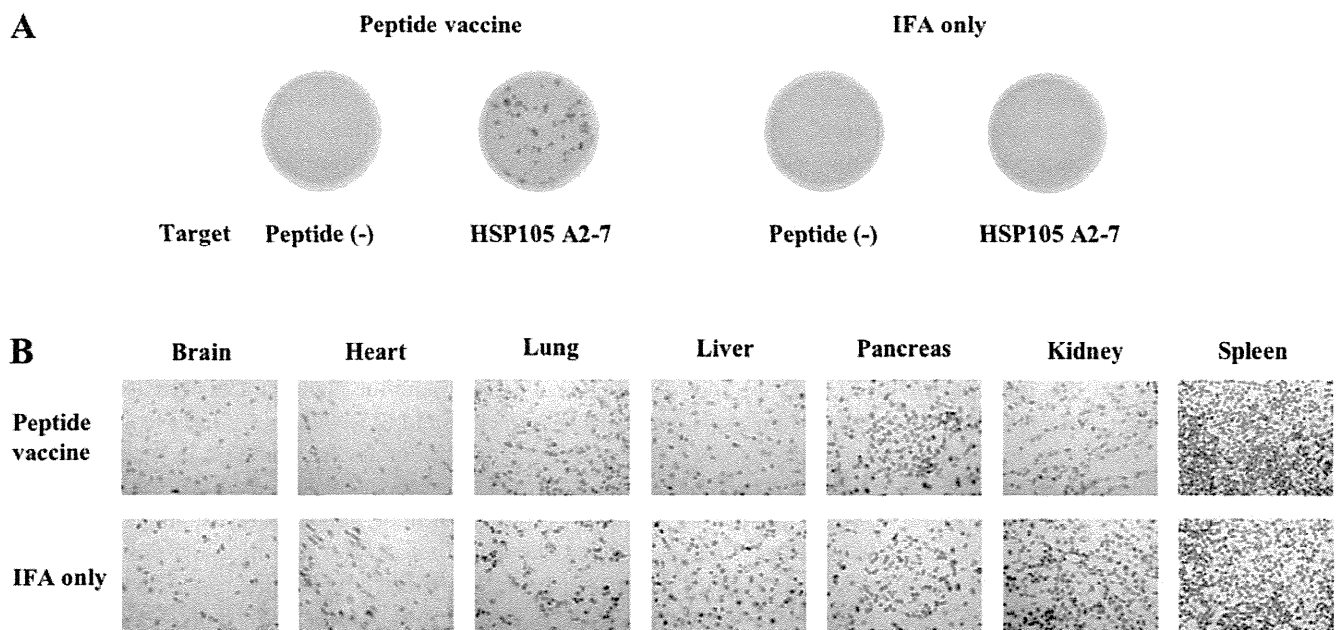 A
Peptide vaccine IFA only
Target Peptide (-) HSP105 A2-7 Peptide (-) HSP105 A2-7
B
Brain Heart Lung Liver Pancreas Kidney Spleen
Peptide
vaccine
IFA only